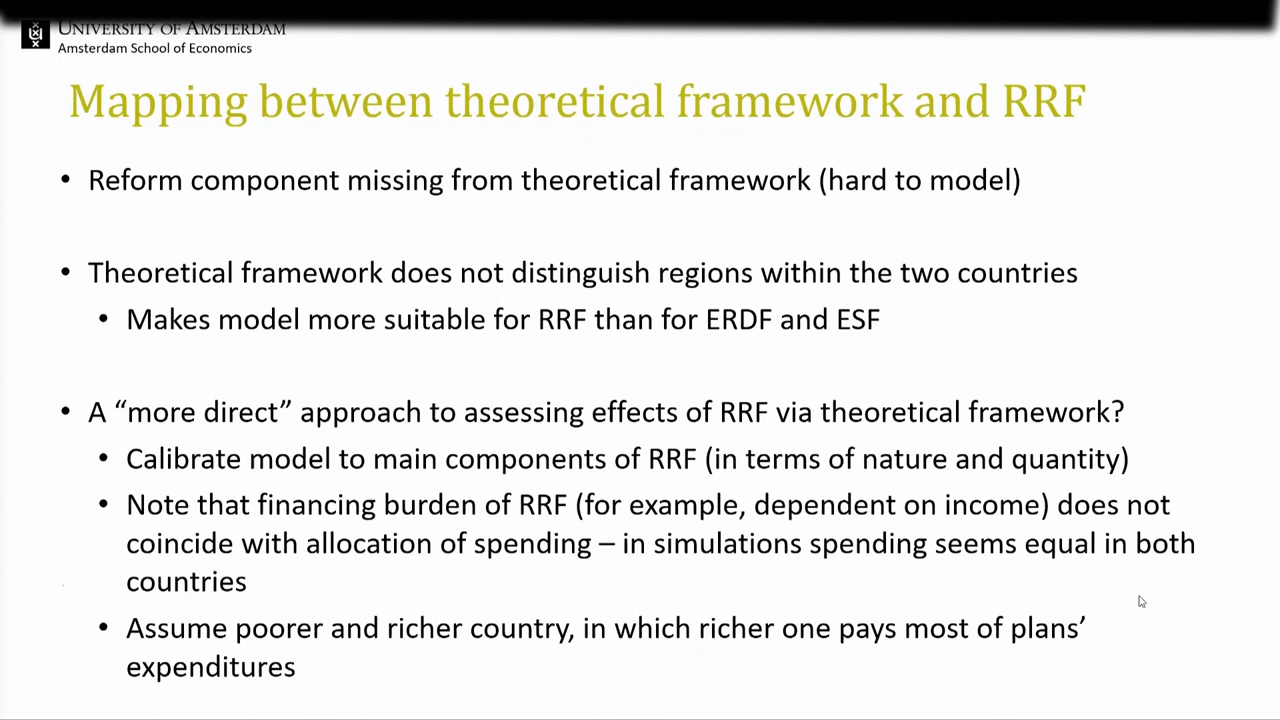 UNIVERSITY OF AMSTERDAM
Amsterdam School of Economics
Mapping between theoretical framework and RRF
• Reform component missing from theoretical framework (hard to model)
• Theoretical framework does not distinguish regions within the two countries
• Makes model more suitable for RRF than for ERDF and ESF
• A “more direct” approach to assessing effects of RRF via theoretical framework?
• Calibrate model to main components of RRF (in terms of nature and quantity)
• Note that financing burden of RRF (for example, dependent on income) does not
coincide with allocation of spending – in simulations spending seems equal in both
countries
• Assume poorer and richer country, in which richer one pays most of plans’
expenditures